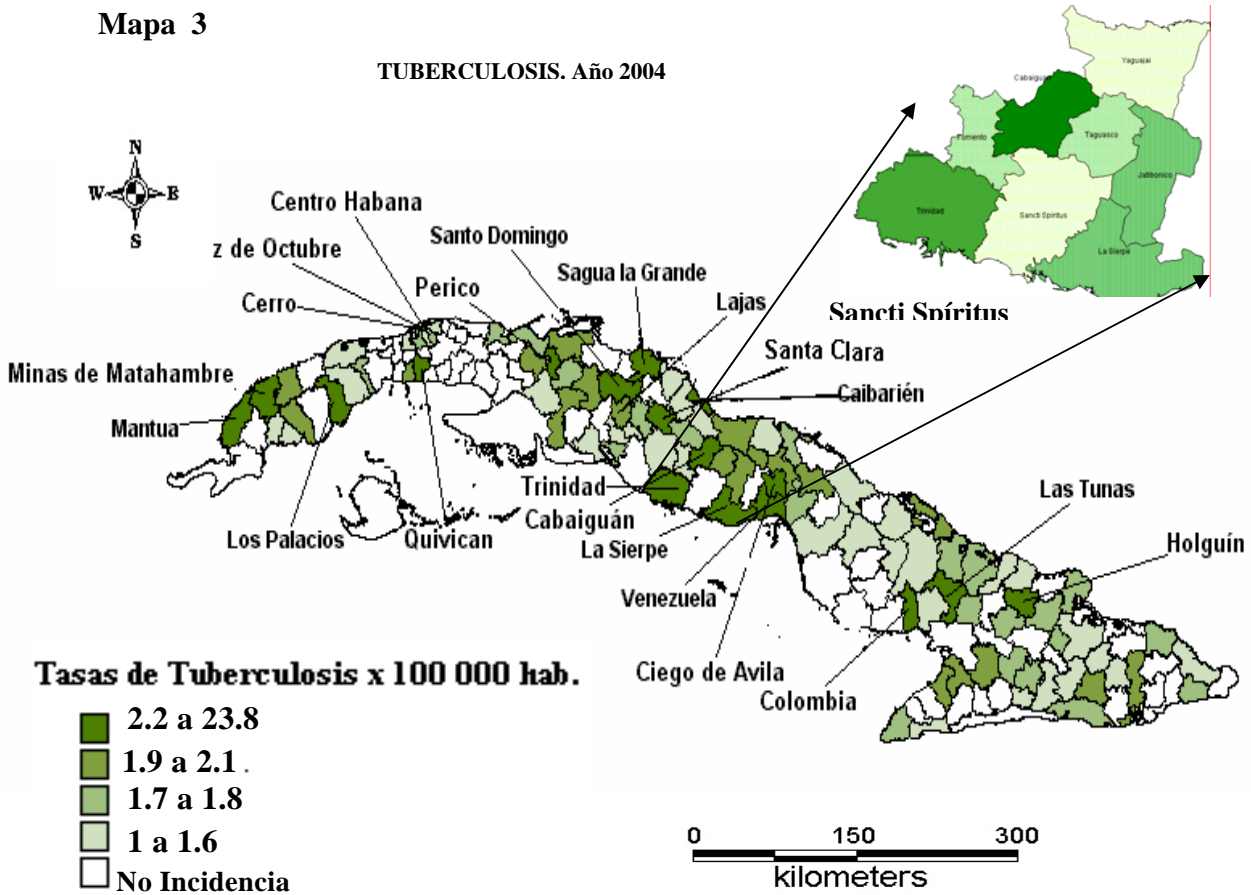 Mapa 3
TUBERCULOSIS. Año 2004
Yaguajai
Cabaiguan
Fomento
Taguasco
Jatibonico
Trinidad
Sancti Spiritus
La Sierpe
Sancti Spíritus
N
W
E
S
Centro Habana
z de Octubre
Santo Domingo
Sagua la Grande
Cerro
Perico
Lajas
Santa Clara
Minas de Matahambre
Caibarién
Mantua
Trinidad
Las Tunas
Los Palacios
Quivican
Cabaiguán
La Sierpe
Holguín
Venezuela
Ciego de Avila
Colombia
Tasas de Tuberculosis x 100 000 hab.
2.2 a 23.8
1.9 a 2.1 .
1.7 a 1.8
1 a 1.6
No Incidencia
0 150 300
kilometers